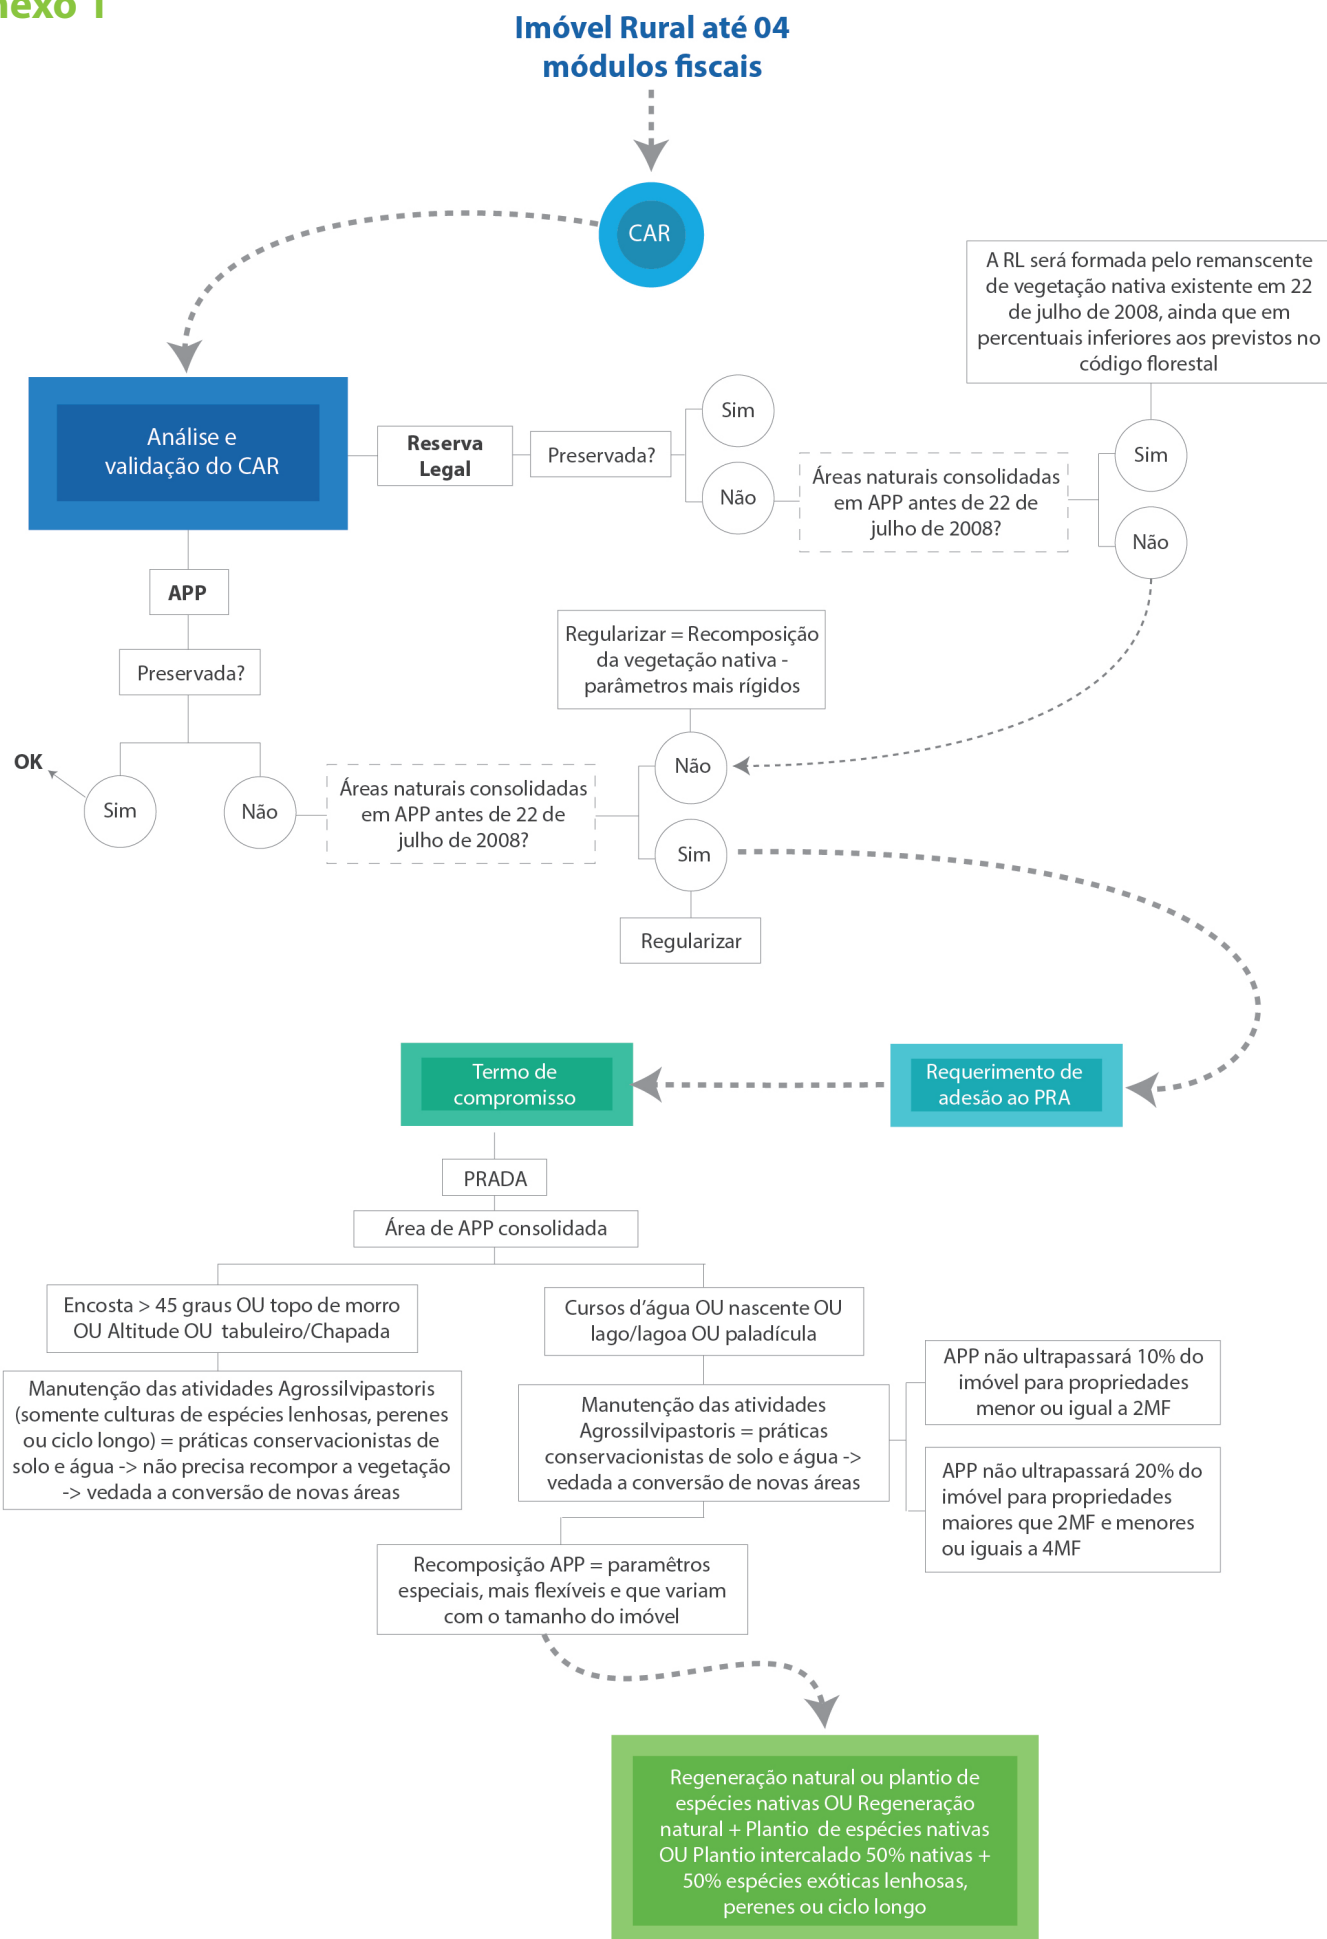 nexo 1
Imóvel Rural até 04
módulos fiscais
CAR
A RL será formada pelo remanscente
de vegetação nativa existente em 22
de julho de 2008, ainda que em
percentuais inferiores aos previstos no
código florestal
Análise e
validação do CAR
Reserva
Legal
Preservada?
Sim
Não
Áreas naturais consolidadas
em APP antes de 22 de
julho de 2008?
Sim
Não
APP
Preservada?
OK
Sim
Não
Áreas naturais consolidadas
em APP antes de 22 de
julho de 2008?
Regularizar = Recomposição
da vegetação nativa -
parâmetros mais rígidos
Não
Sim
Regularizar
Requerimento de
adesão ao PRA
Termo de
compromisso
PRADA
Área de APP consolidada
Encosta > 45 graus OU topo de morro
OU Altitude OU tabuleiro/Chapada
Manutenção das atividades Agrossilvipastoris
(somente culturas de espécies lenhosas, perenes
ou ciclo longo) = práticas conservacionistas de
solo e água -> não precisa recompor a vegetação
-> vedada a conversão de novas áreas
Cursos d’água OU nascente OU
lago/lagoa OU paladícula
Manutenção das atividades
Agrossilvipastoris = práticas
conservacionistas de solo e água ->
vedada a conversão de novas áreas
APP não ultrapassará 10% do
imóvel para propriedades
menor ou igual a 2MF
APP não ultrapassará 20% do
imóvel para propriedades
maiores que 2MF e menores
ou iguais a 4MF
Recomposição APP = paramêtros
especiais, mais flexíveis e que variam
com o tamanho do imóvel
Regeneração natural ou plantio de
espécies nativas OU Regeneração
natural + Plantio de espécies nativas
OU Plantio intercalado 50% nativas +
50% espécies exóticas lenhosas,
perenes ou ciclo longo